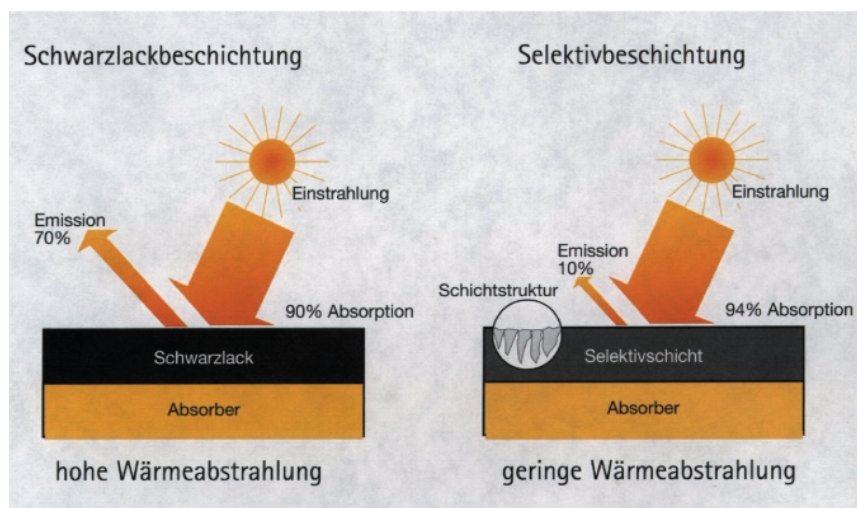 Schwarzlackbeschichtung
Einstrahlung
Emission
70%
90% Absorption
Schwarzlack
Absorber
hohe Wärmeabstrahlung
Selektivbeschichtung
Einstrahlung
Emission
10%
Schichtstruktur
94% Absorption
Selektivschicht
Absorber
geringe Wärmeabstrahlung